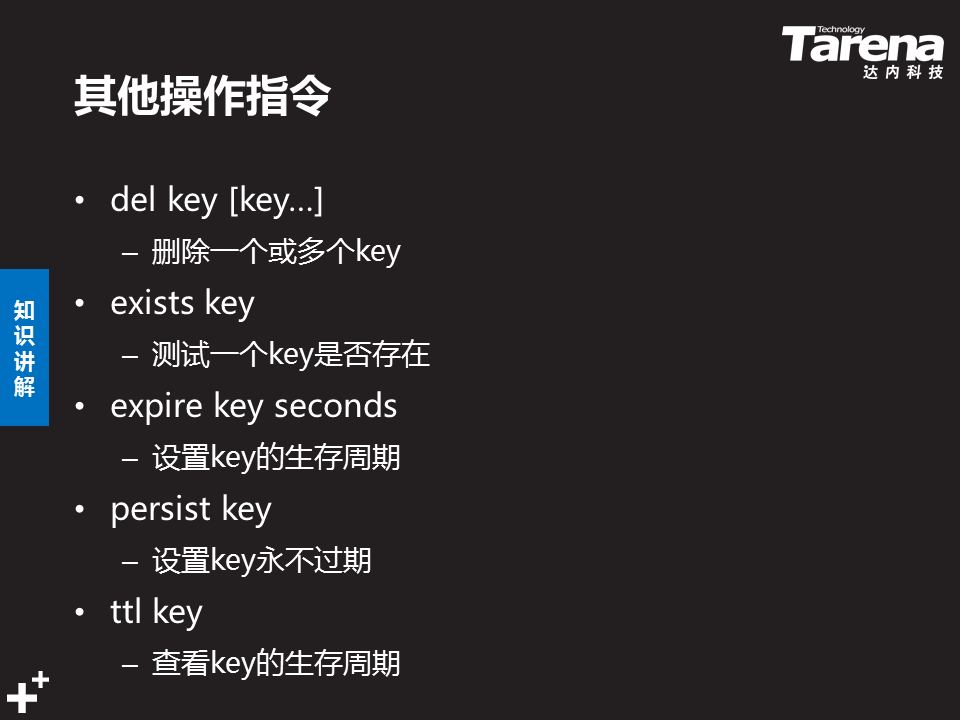 Technology
Tarena
达内科技
其他操作指令
• del key [key…]
– 删除一个或多个key
• exists key
– 测试一个key是否存在
• expire key seconds
– 设置key的生存周期
• persist key
– 设置key永不过期
• ttl key
– 查看key的生存周期
知识讲解